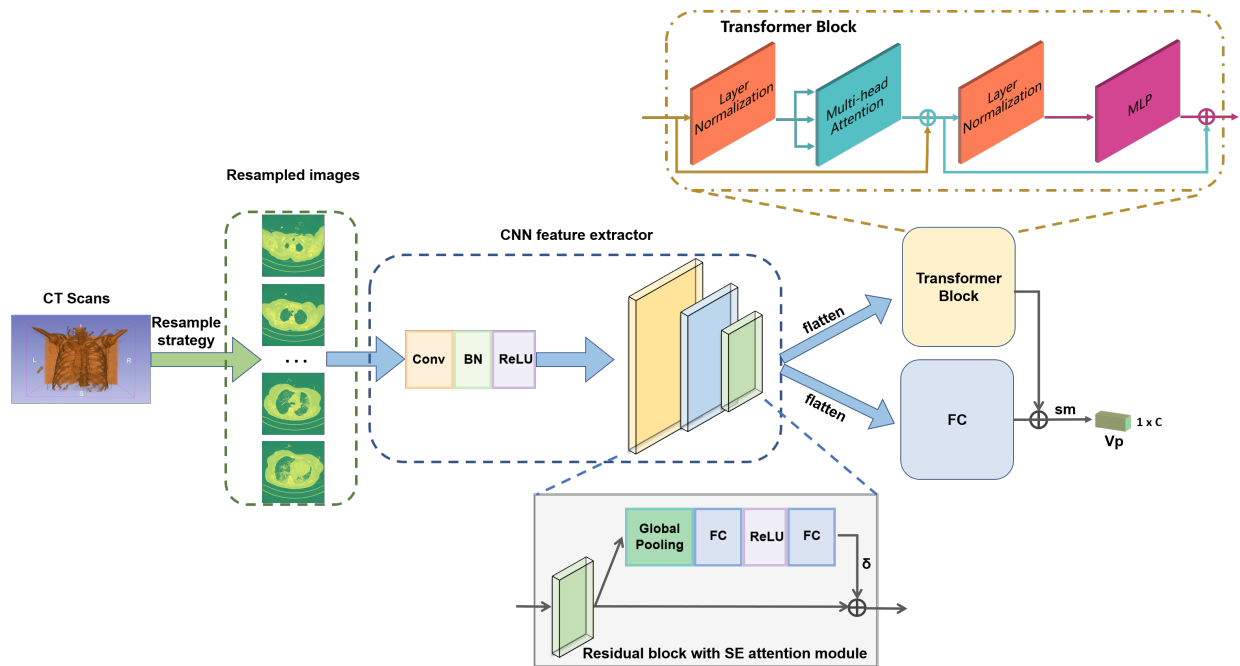 Transformer Block
Layer
Normalization
Multi-head
Attention
Layer
Normalization
MLP
Resampled images
CNN feature extractor
CT Scans
Resample
strategy
L
R
S
...
Conv
BN
ReLU
flatten
flatten
Transformer
Block
FC
sm
1 x C
Vp
Global
Pooling
FC
ReLU
FC
δ
Residual block with SE attention module